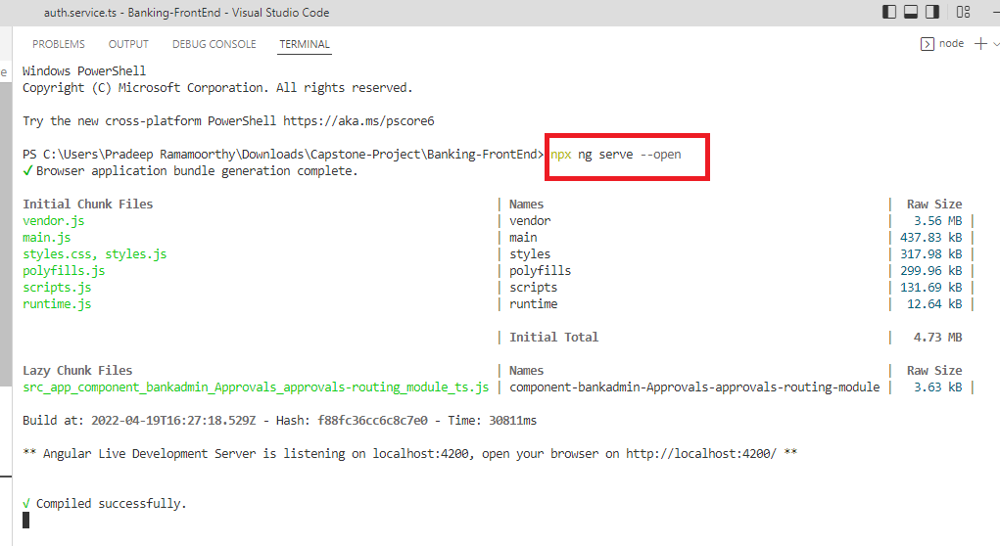 auth.service.ts - Banking-FrontEnd - Visual Studio Code
PROBLEMS OUTPUT DEBUG CONSOLE TERMINAL node
e
Windows PowerShell
Copyright (C) Microsoft Corporation. All rights reserved.
Try the new cross-platform PowerShell https://aka.ms/pscore6
PS C:\Users\Pradeep Ramamoorthy\Downloads\Capstone-Project\Banking-FrontEnd> npx ng serve --open
√ Browser application bundle generation complete.
Initial Chunk Files | Names | Raw Size
vendor.js | vendor | 3.56 MB |
main.js | main | 437.83 kB |
styles.css, styles.js | styles | 317.98 kB |
polyfills.js | polyfills | 299.96 kB |
scripts.js | scripts | 131.69 kB |
runtime.js | runtime | 12.64 kB |
| Initial Total | 4.73 MB
Lazy Chunk Files | Names | Raw Size
src_app_component_bankadmin_Approvals_approvals-routing_module_ts.js | component-bankadmin-Approvals-approvals-routing-module | 3.63 kB |
Build at: 2022-04-19T16:27:18.529Z - Hash: f88fc36cc6c8c7e0 - Time: 30811ms
** Angular Live Development Server is listening on localhost:4200, open your browser on http://localhost:4200/ **
√ Compiled successfully.